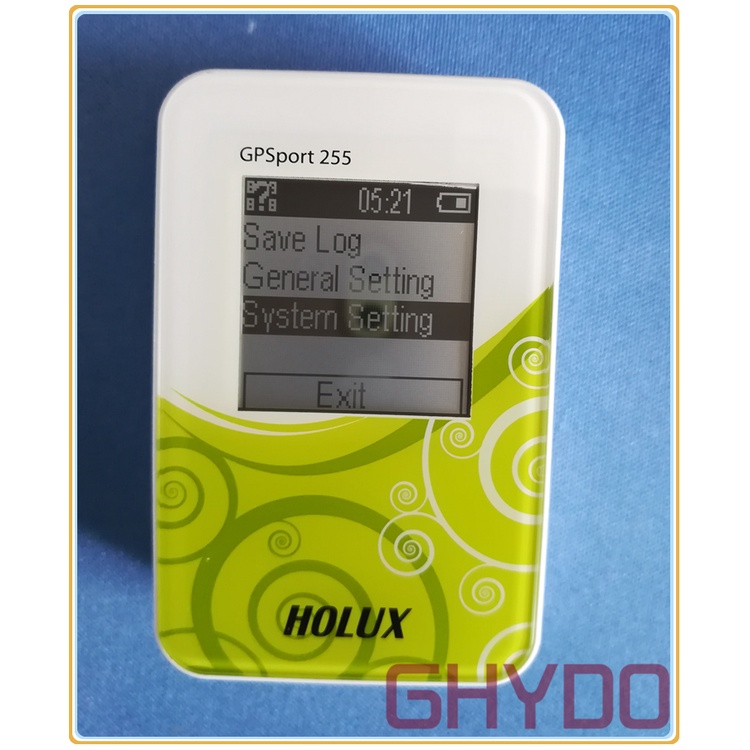 GPSport 255
05:21
Save Log
General Setting
System Setting
Exit
HOLUX
GHYDO